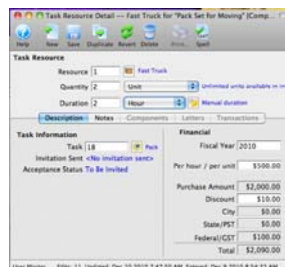 Task Resource Detail -- Fast Truck for "Pack Set for Moving" (Comp...
Help New Save Duplicate Revert Delete Print... Spell
Task Resource
Resource 1 Fast Truck
Quantity 2 Unit Unlimited units available in in
Duration 2 Hour Manual duration
Description Notes Components Letters Transactions
Task Information
Task 18 Pack
Invitation Sent <No invitation sent>
Acceptance Status To Be Invited
Financial
Fiscal Year 2010
Per hour / per unit $500.00
Purchase Amount $2,000.00
Discount $10.00
City $0.00
State/PST $0.00
Federal/GST $100.00
Total $2,090.00